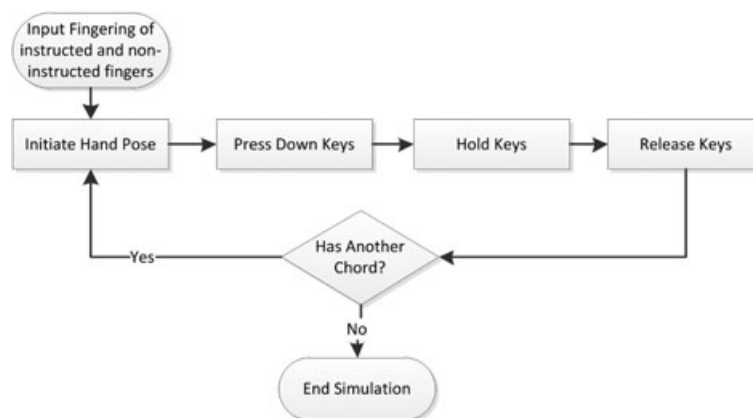 Input Fingering of
instructed and non-
instructed fingers
Initiate Hand Pose
Press Down Keys
Hold Keys
Release Keys
Has Another
Chord?
Yes
No
End Simulation